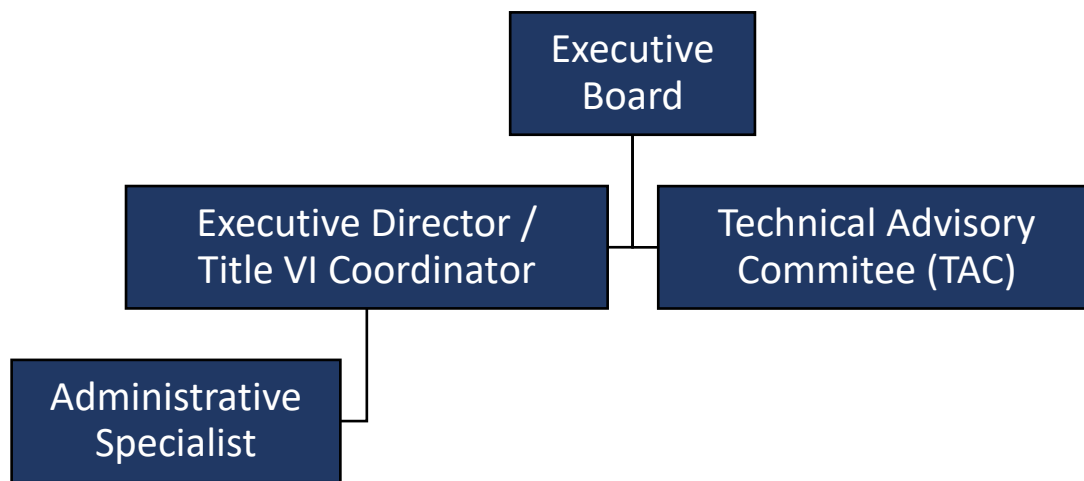 Executive
Board
Executive Director /
Title VI Coordinator
Technical Advisory
Commitee (TAC)
Administrative
Specialist